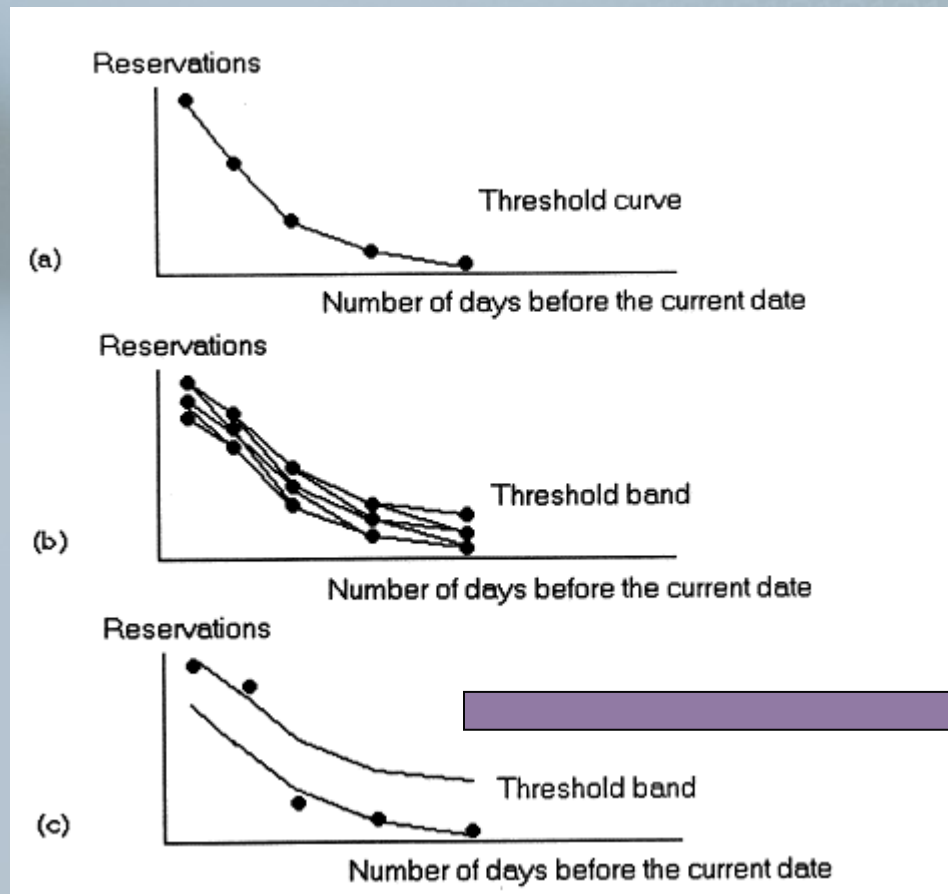 Reservations
Threshold curve
(a)
Number of days before the current date
Reservations
Threshold band
(b)
Number of days before the current date
Reservations
Threshold band
(c)
Number of days before the current date